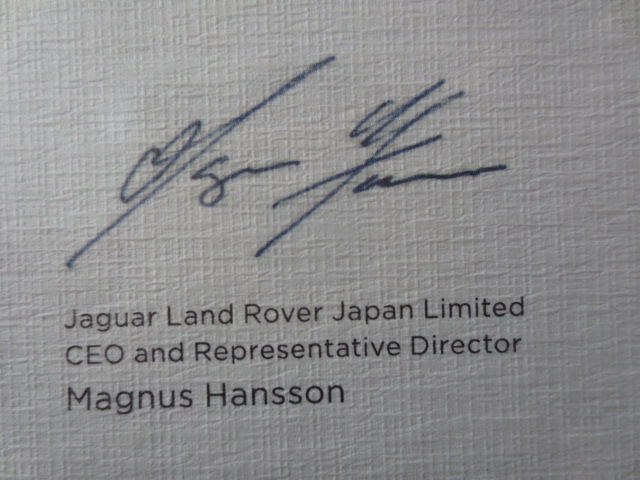 Jaguar Land Rover Japan Limited
CEO and Representative Director
Magnus Hansson